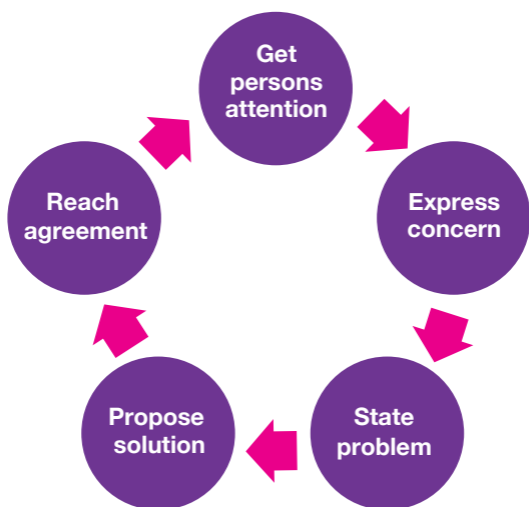 Get
persons
attention
Express
concern
State
problem
Propose
solution
Reach
agreement